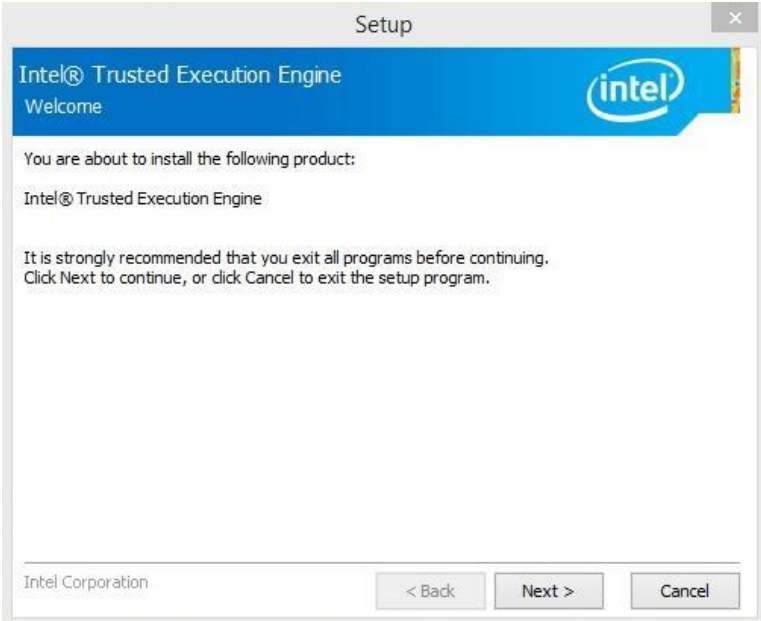 Setup
Intel® Trusted Execution Engine
Welcome
intel
You are about to install the following product:
Intel® Trusted Execution Engine
It is strongly recommended that you exit all programs before continuing.
Click Next to continue, or click Cancel to exit the setup program.
Intel Corporation
< Back
Next >
Cancel